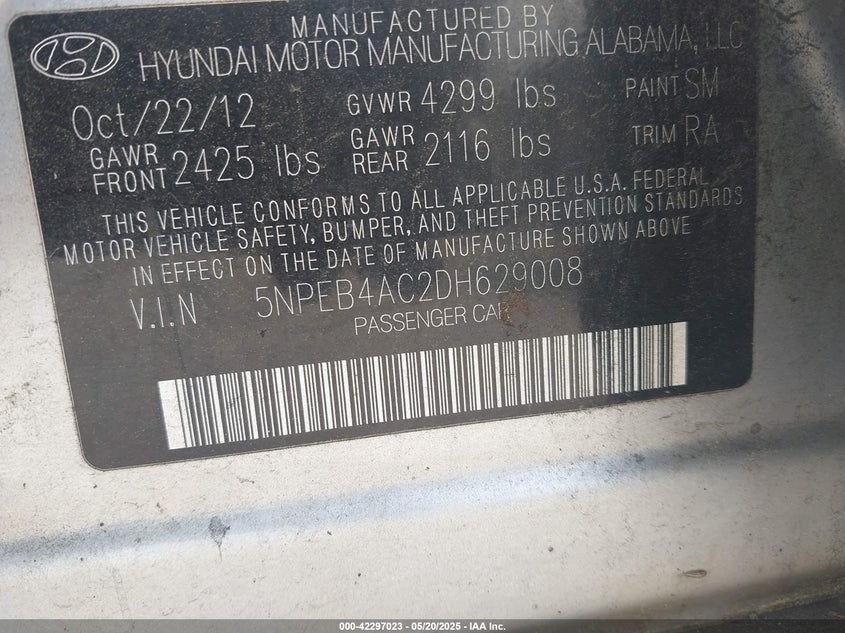 MANUFACTURED BY
HYUNDAI MOTOR MANUFACTURING ALABAMA, LLC
Oct/22/12 GVWR 4299 lbs PAINT SM
GAWR FRONT 2425 lbs GAWR REAR 2116 lbs TRIM RA
THIS VEHICLE CONFORMS TO ALL APPLICABLE U.S.A. FEDERAL
MOTOR VEHICLE SAFETY, BUMPER, AND THEFT PREVENTION STANDARDS
IN EFFECT ON THE DATE OF MANUFACTURE SHOWN ABOVE
V.I.N 5NPEB4AC2DH629008
PASSENGER CAR
000-42297023 — 05/20/2025 — IAA Inc.